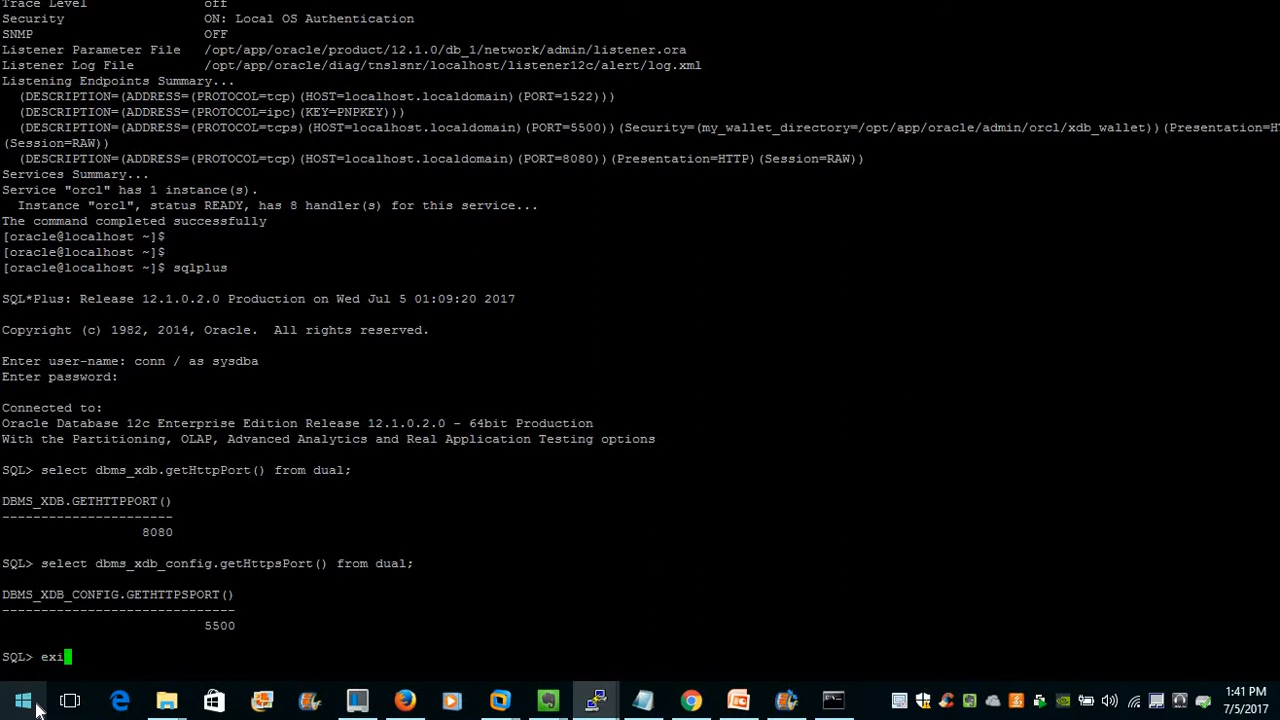 Trace Level               off
Security                  ON: Local OS Authentication
SNMP                      OFF
Listener Parameter File   /opt/app/oracle/product/12.1.0/db_1/network/admin/listener.ora
Listener Log File         /opt/app/oracle/diag/tnslsnr/localhost/listener12c/alert/log.xml
Listening Endpoints Summary...
  (DESCRIPTION=(ADDRESS=(PROTOCOL=tcp)(HOST=localhost.localdomain)(PORT=1522)))
  (DESCRIPTION=(ADDRESS=(PROTOCOL=ipc)(KEY=PNPKEY)))
  (DESCRIPTION=(ADDRESS=(PROTOCOL=tcps)(HOST=localhost.localdomain)(PORT=5500))(Security=(my_wallet_directory=/opt/app/oracle/admin/orcl/xdb_wallet))(Presentation=HT
(Session=RAW))
  (DESCRIPTION=(ADDRESS=(PROTOCOL=tcp)(HOST=localhost.localdomain)(PORT=8080))(Presentation=HTTP)(Session=RAW))
Services Summary...
Service "orcl" has 1 instance(s).
  Instance "orcl", status READY, has 8 handler(s) for this service...
The command completed successfully
[oracle@localhost ~]$
[oracle@localhost ~]$
[oracle@localhost ~]$ sqlplus
SQL*Plus: Release 12.1.0.2.0 Production on Wed Jul 5 01:09:20 2017
Copyright (c) 1982, 2014, Oracle.  All rights reserved.
Enter user-name: conn / as sysdba
Enter password:
Connected to:
Oracle Database 12c Enterprise Edition Release 12.1.0.2.0 - 64bit Production
With the Partitioning, OLAP, Advanced Analytics and Real Application Testing options
SQL> select dbms_xdb.getHttpPort() from dual;
DBMS_XDB.GETHTTPPORT()
----------------------
                  8080
SQL> select dbms_xdb_config.getHttpsPort() from dual;
DBMS_XDB_CONFIG.GETHTTPSPORT()
------------------------------
                          5500
SQL> exi
1:41 PM
7/5/2017